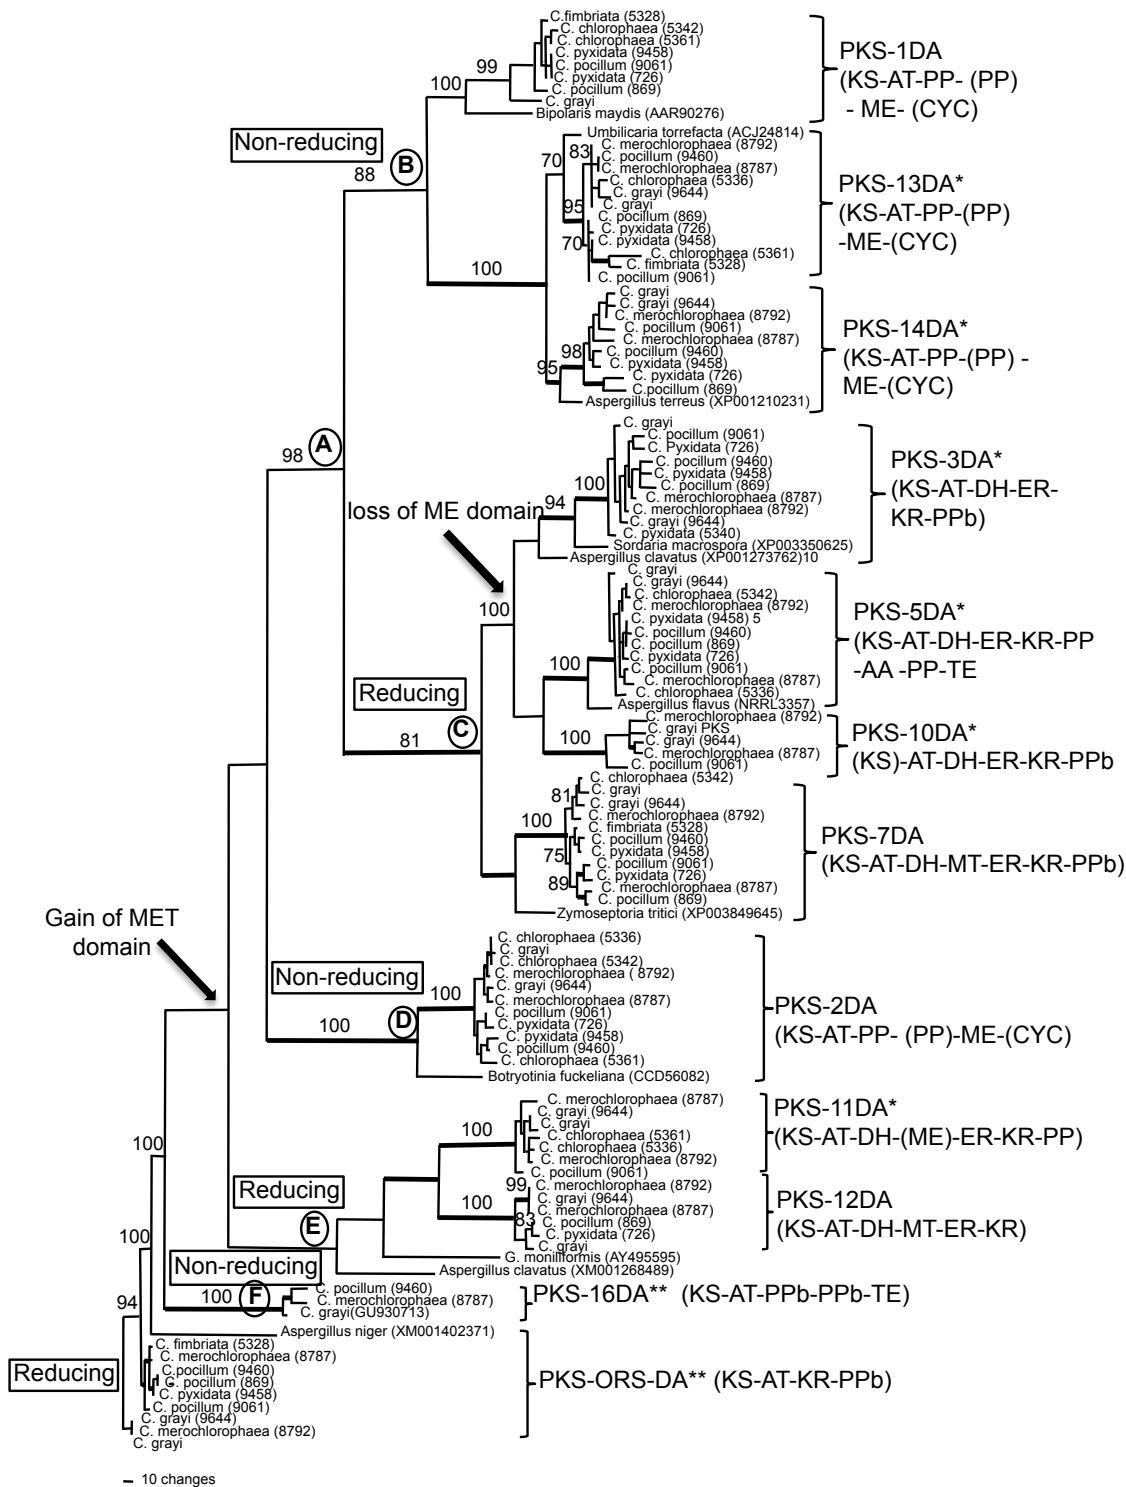 C.fimbriata (5328)
C. chlorophaea (5342)
C. chlorophaea (5361)
C. pyxidata (9458)
C. pocillum (9061)
C. pyxidata (726)
C. pocillum (869)
C. grayi
Bipolaris maydis (AAR90276)
99
100
PKS-1DA
(KS-AT-PP- (PP)
- ME- (CYC)
Non-reducing
88
B
Umbilicaria torrefacta (ACJ24814)
C. merochlorophaea (8792)
C. pocillum (9460)
C. merochlorophaea (8787)
C. chlorophaea (5336)
C. grayi (9644)
C. grayi
C. pocillum (869)
C. pyxidata (726)
C. pyxidata (9458)
C. chlorophaea (5361)
C. fimbriata (5328)
C. pocillum (9061)
83
70
95
70
100
PKS-13DA*
(KS-AT-PP-(PP)
-ME-(CYC)
C. grayi
C. grayi (9644)
C. merochlorophaea (8792)
C. pocillum (9061)
C. merochlorophaea (8787)
C. pocillum (9460)
C. pyxidata (9458)
C. pyxidata (726)
C.pocillum (869)
Aspergillus terreus (XP001210231)
98
95
PKS-14DA*
(KS-AT-PP-(PP) -
ME-(CYC)
98
A
C. grayi
C. pocillum (9061)
C. Pyxidata (726)
C. pocillum (9460)
C. pyxidata (9458)
C. pocillum (869)
C. merochlorophaea (8787)
C. merochlorophaea (8792)
C. grayi (9644)
C. pyxidata (5340)
Sordaria macrospora (XP003350625)
Aspergillus clavatus (XP001273762)10
100
94
loss of ME domain
100
PKS-3DA*
(KS-AT-DH-ER-
KR-PPb)
C. grayi
C. grayi (9644)
C. chlorophaea (5342)
C. merochlorophaea (8792)
C. pyxidata (9458) 5
C. pocillum (9460)
C. pocillum (869)
C. pyxidata (726)
C. pocillum (9061)
C. merochlorophaea (8787)
C. chlorophaea (5336)
Aspergillus flavus (NRRL3357)
100
PKS-5DA*
(KS-AT-DH-ER-KR-PP
-AA -PP-TE
Reducing
C
81
C. merochlorophaea (8792)
C. grayi PKS
C. grayi (9644)
C. merochlorophaea (8787)
C. pocillum (9061)
100
PKS-10DA*
(KS)-AT-DH-ER-KR-PPb
C. chlorophaea (5342)
C. grayi
C. grayi (9644)
C. merochlorophaea (8792)
C. fimbriata (5328)
C. pocillum (9460)
C. pyxidata (9458)
C. pocillum (9061)
C. pyxidata (726)
C. merochlorophaea (8787)
C. pocillum (869)
Zymoseptoria tritici (XP003849645)
81
100
75
89
PKS-7DA
(KS-AT-DH-MT-ER-KR-PPb)
Gain of MET
domain
Non-reducing
100
D
100
C. chlorophaea (5336)
C. grayi
C. chlorophaea (5342)
C. merochlorophaea ( 8792)
C. grayi (9644)
C. merochlorophaea (8787)
C. pocillum (9061)
C. pyxidata (726)
C. pyxidata (9458)
C. pocillum (9460)
C. chlorophaea (5361)
Botryotinia fuckeliana (CCD56082)
PKS-2DA
(KS-AT-PP- (PP)-ME-(CYC)
C. merochlorophaea (8787)
C. grayi (9644)
C. grayi
C. chlorophaea (5361)
C. chlorophaea (5336)
C. merochlorophaea (8792)
C. pocillum (9061)
100
PKS-11DA*
(KS-AT-DH-(ME)-ER-KR-PP)
100
Reducing
E
C. merochlorophaea (8792)
C. grayi (9644)
C. merochlorophaea (8787)
C. pocillum (869)
C. pyxidata (726)
C. grayi
G. moniliformis (AY495595)
Aspergillus clavatus (XM001268489)
99
100
83
PKS-12DA
(KS-AT-DH-MT-ER-KR)
100
Non-reducing
100
F
C. pocillum (9460)
C. merochlorophaea (8787)
C. grayi(GU930713)
PKS-16DA** (KS-AT-PPb-PPb-TE)
94
Aspergillus niger (XM001402371)
Reducing
C. fimbriata (5328)
C. merochlorophaea (8787)
C.pocillum (9460)
C. pocillum (869)
C. pyxidata (9458)
C. pocillum (9061)
C. grayi (9644)
C. merochlorophaea (8792)
C. grayi
PKS-ORS-DA** (KS-AT-KR-PPb)
10 changes